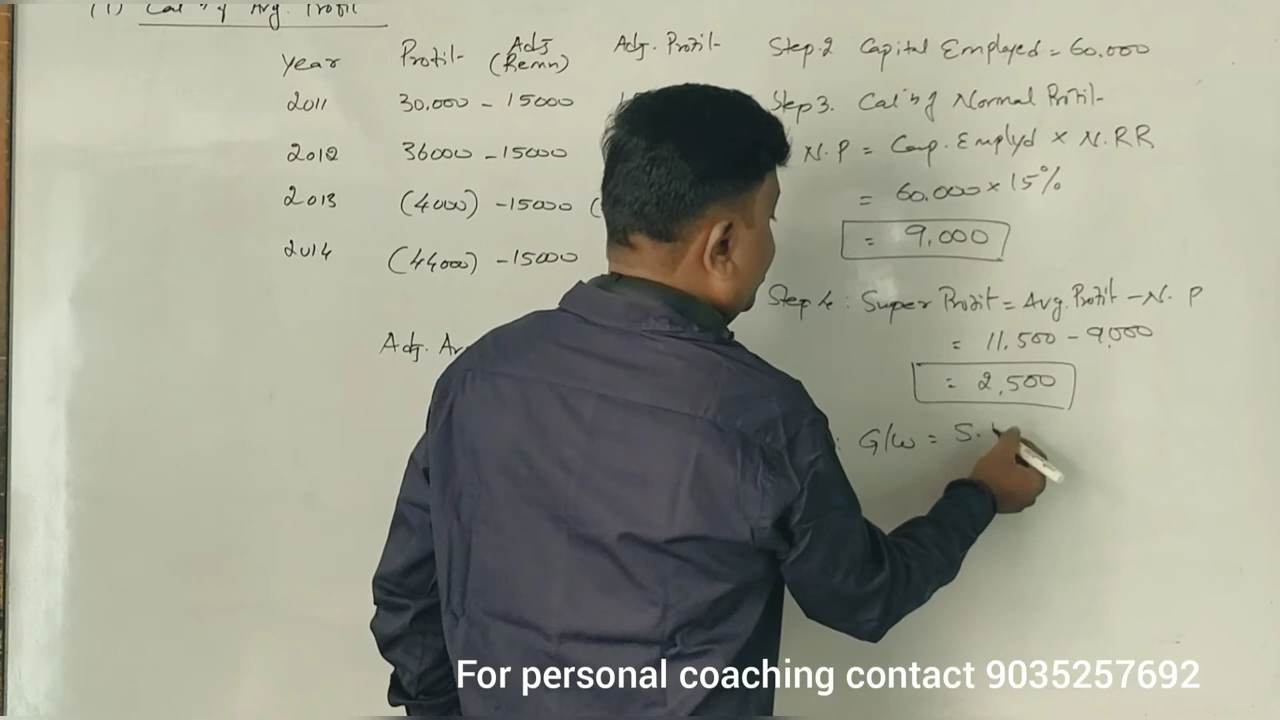 (1) Cal'n of Avg. Profit
Year Profit- Adj (Remn) Adj. Profit-
2011 30.000 - 15000
2012 36000 - 15000
2013 (4000) - 15000 (
2014 (44000) - 15000
Adj. Av
Step.2 Capital Employed = 60.000
Step 3. Cal'n of Normal Profit-
N.P = Cap. Emplyd × N.RR
= 60.000 × 15%
= 9,000
Step 4 : Super Profit = Avg. Profit - N. P
= 11.500 - 9,000
= 2,500
: G/w = S.
For personal coaching contact 9035257692